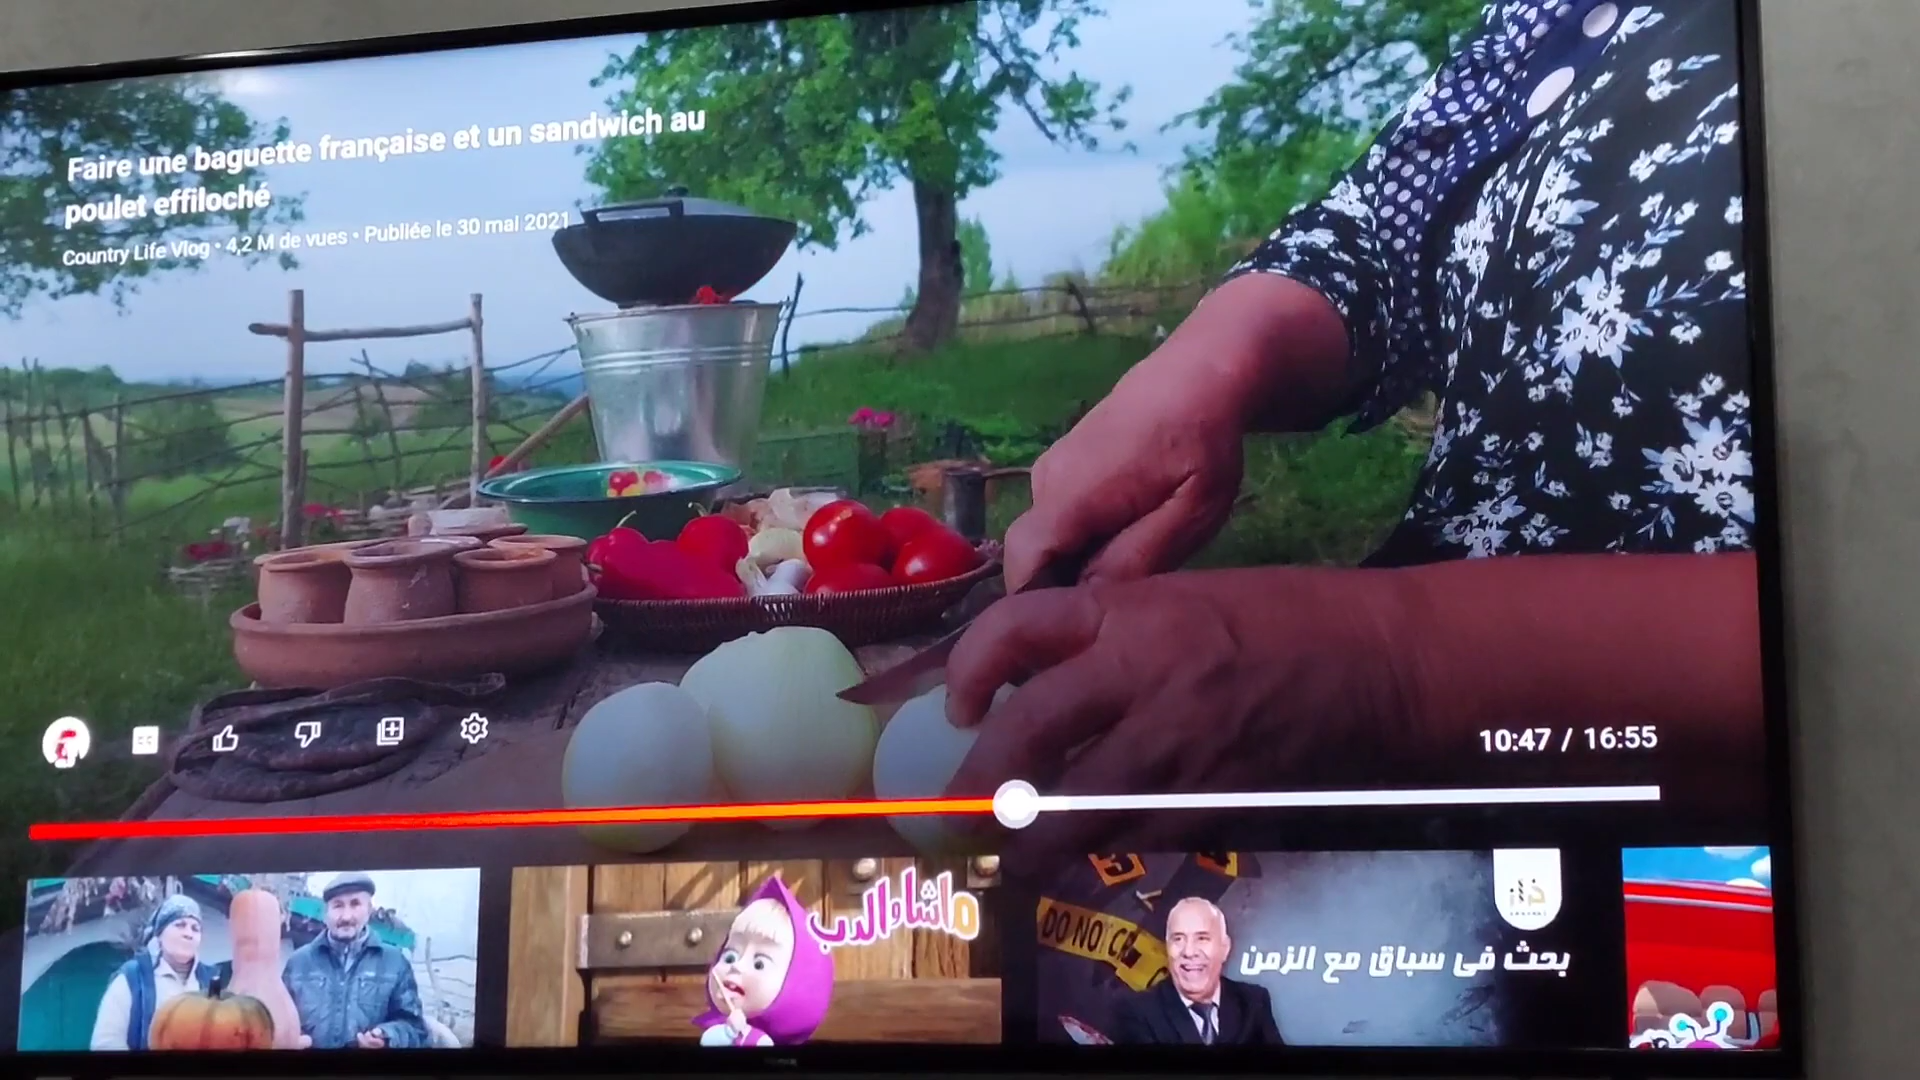 Faire une baguette française et un sandwich au
poulet effiloché
Country Life Vlog • 4,2 M de vues • Publiée le 30 mai 2021
10:47 / 16:55
ماشا والدب
DO NOT CR
بحث في سباق مع الزمن